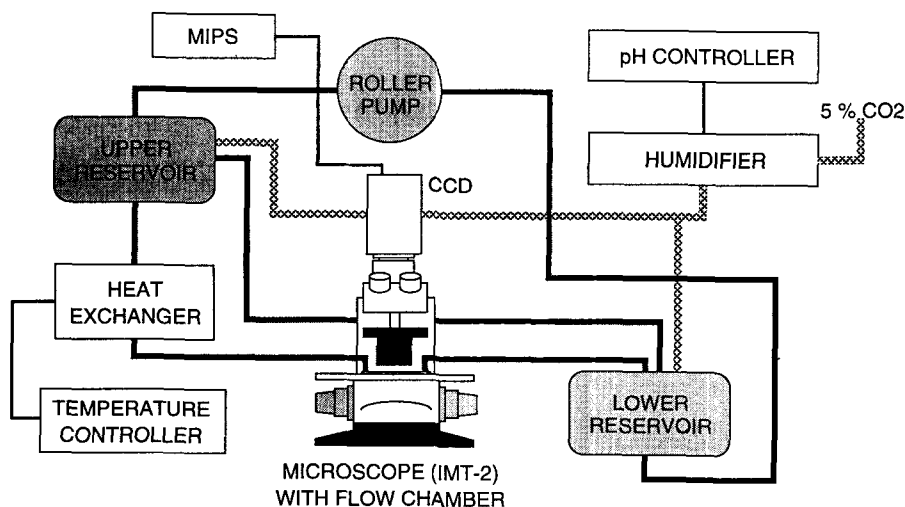 MIPS
ROLLER
PUMP
pH CONTROLLER
5 % CO2
UPPER
RESERVOIR
HUMIDIFIER
CCD
HEAT
EXCHANGER
LOWER
RESERVOIR
TEMPERATURE
CONTROLLER
MICROSCOPE (IMT-2)
WITH FLOW CHAMBER